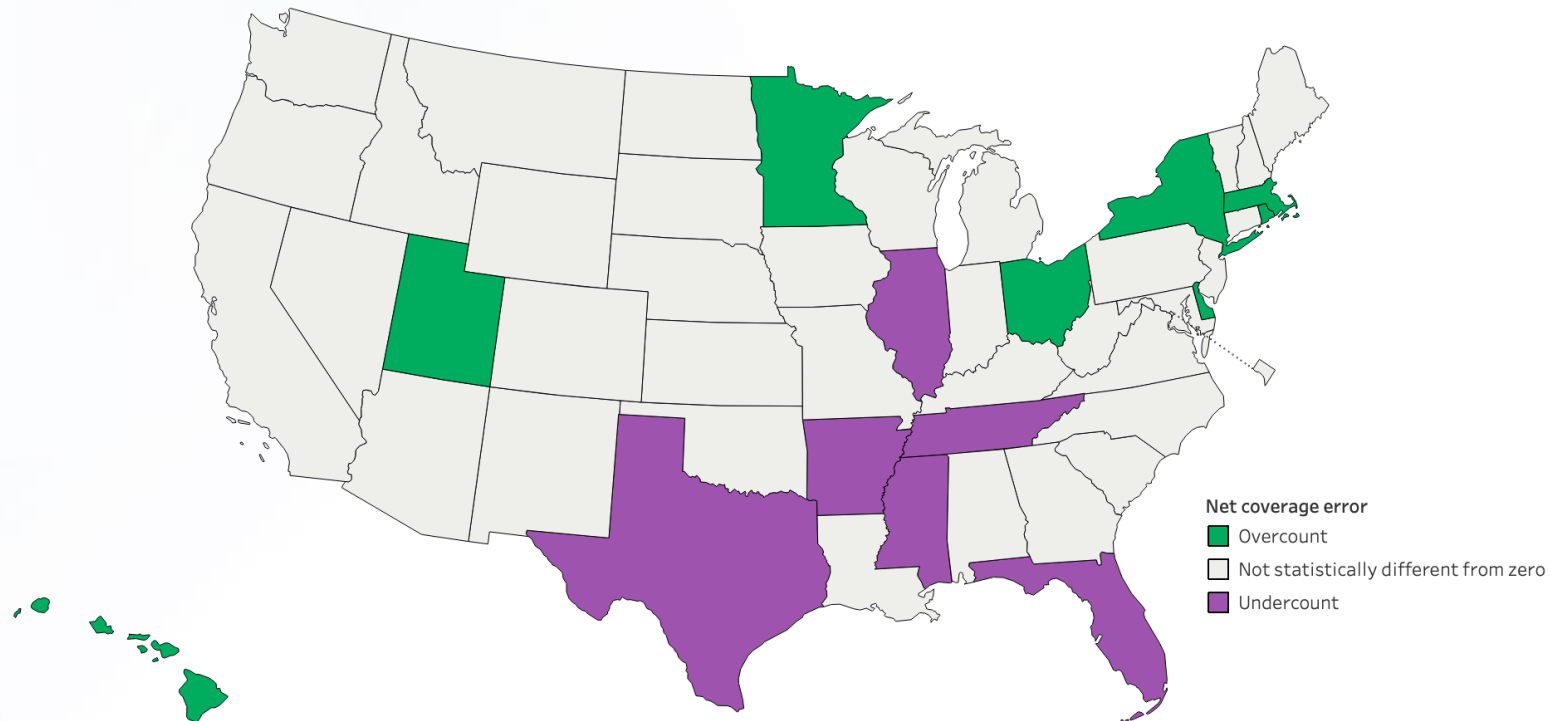 Net coverage error
Overcount
Not statistically different from zero
Undercount